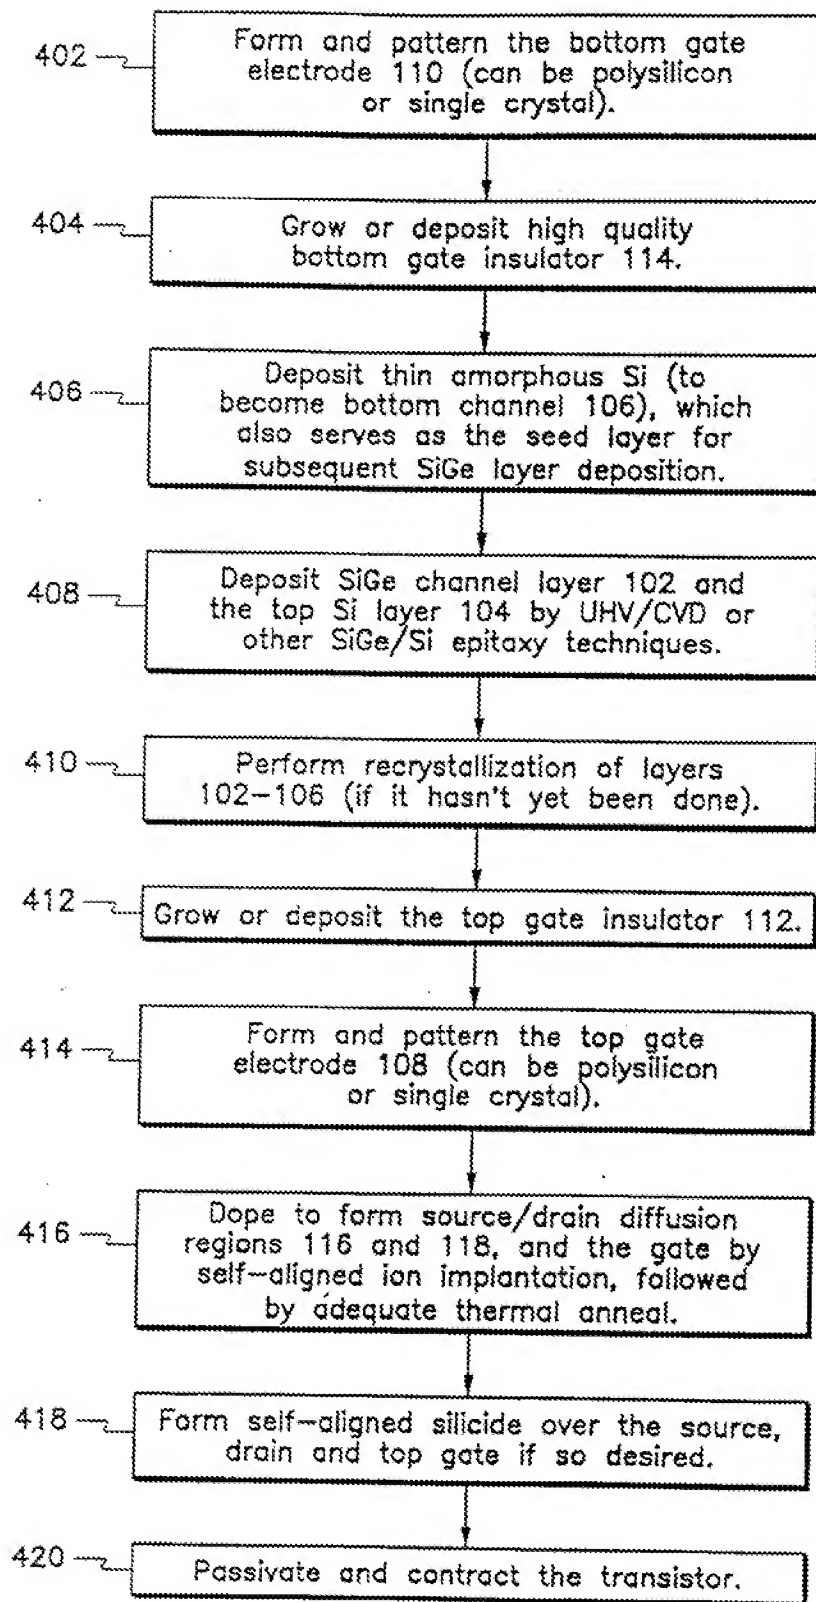 402
Form and pattern the bottom gate
electrode 110 (can be polysilicon
or single crystal).
404
Grow or deposit high quality
bottom gate insulator 114.
406
Deposit thin amorphous Si (to
become bottom channel 106), which
also serves as the seed layer for
subsequent SiGe layer deposition.
408
Deposit SiGe channel layer 102 and
the top Si layer 104 by UHV/CVD or
other SiGe/Si epitaxy techniques.
410
Perform recrystallization of layers
102-106 (if it hasn't yet been done).
412
Grow or deposit the top gate insulator 112.
414
Form and pattern the top gate
electrode 108 (can be polysilicon
or single crystal).
416
Dope to form source/drain diffusion
regions 116 and 118, and the gate by
self-aligned ion implantation, followed
by adequate thermal anneal.
418
Form self-aligned silicide over the source,
drain and top gate if so desired.
420
Passivate and contract the transistor.